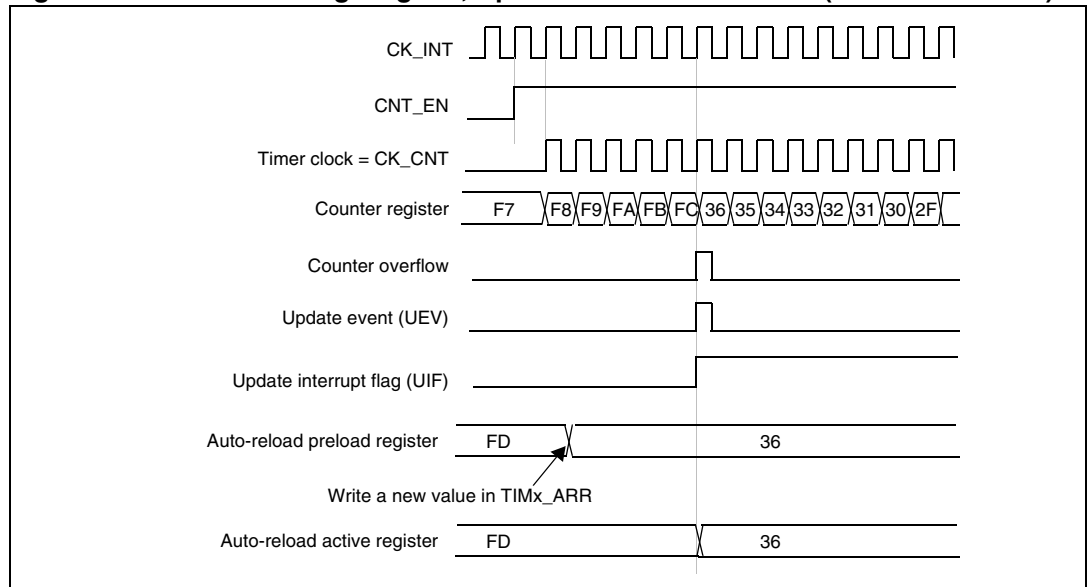 CK_INT
CNT_EN
Timer clock = CK_CNT
Counter register F7 F8 F9 FA FB FC 36 35 34 33 32 31 30 2F
Counter overflow
Update event (UEV)
Update interrupt flag (UIF)
Auto-reload preload register FD 36
Write a new value in TIMx_ARR
Auto-reload active register FD 36